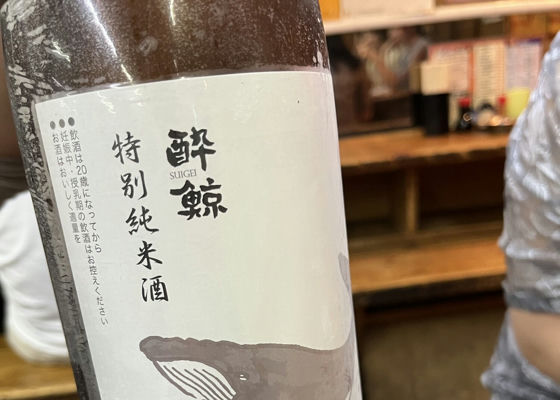 酔鯨
SUIGEI
特別純米酒
●飲酒は20歳になってから
●妊娠中・授乳期の飲酒はお控えください
●お酒はおいしく適量を